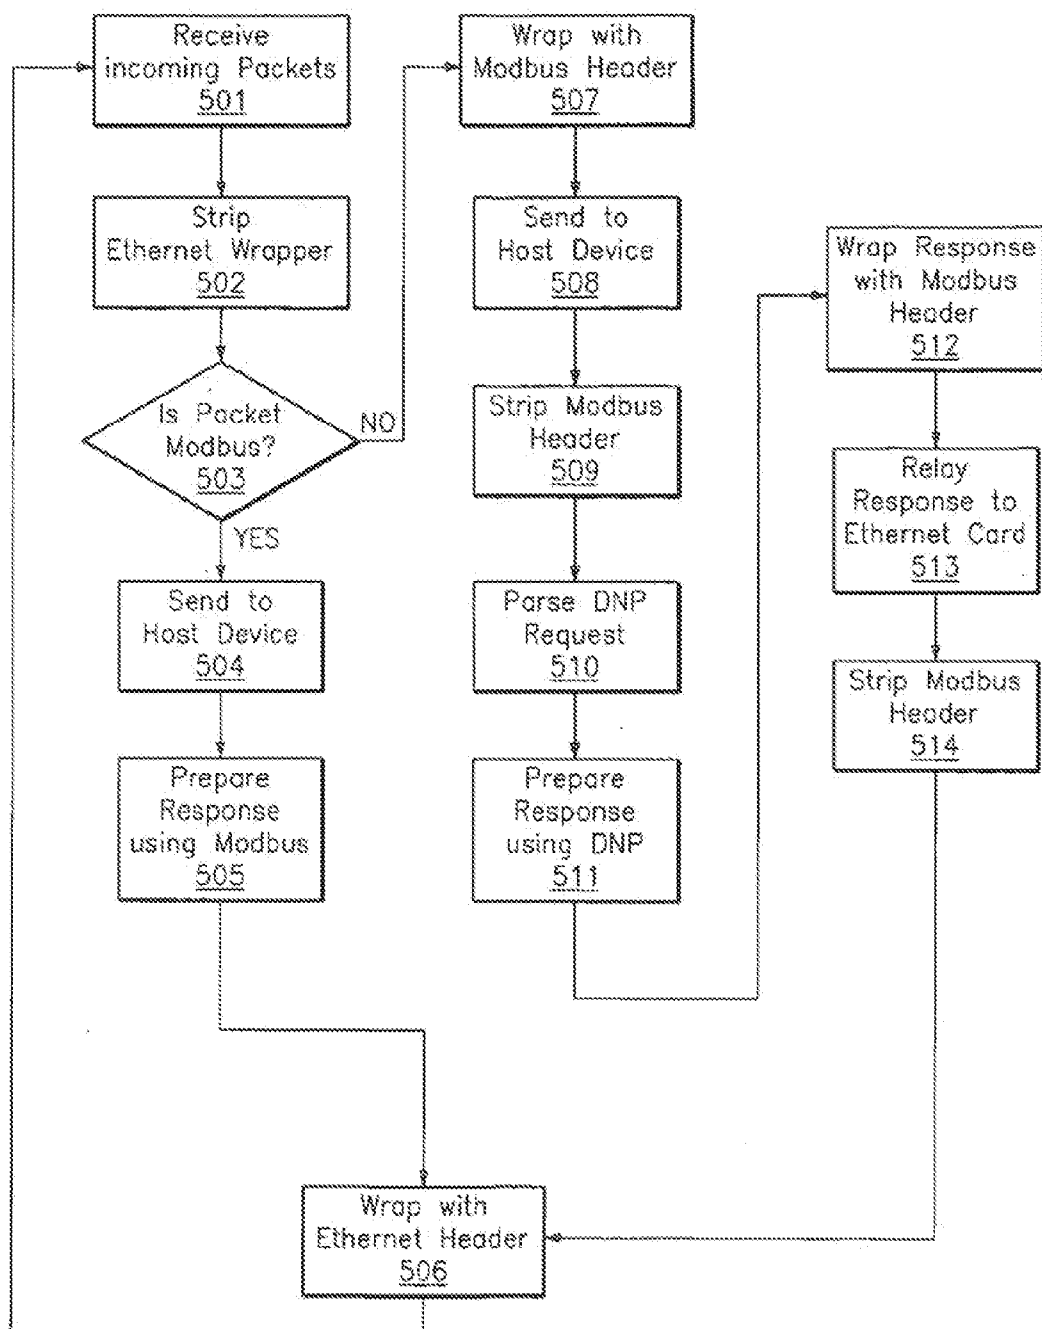 Receive
incoming Packets
501
Strip
Ethernet Wrapper
502
Is Packet
Modbus?
503
NO
YES
Send to
Host Device
504
Prepare
Response
using Modbus
505
Wrap with
Modbus Header
507
Send to
Host Device
508
Strip Modbus
Header
509
Parse DNP
Request
510
Prepare
Response
using DNP
511
Wrap Response
with Modbus
Header
512
Relay
Response to
Ethernet Card
513
Strip Modbus
Header
514
Wrap with
Ethernet Header
506